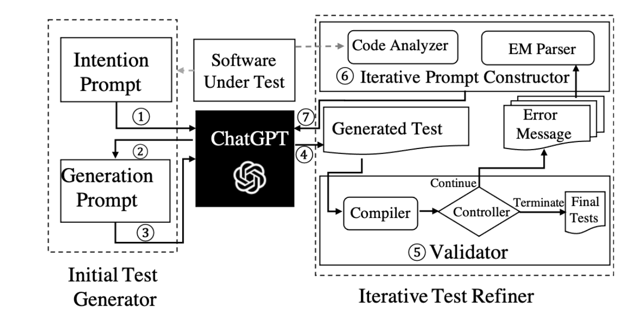 Intention
Prompt
①
②
Generation
Prompt
③
Initial Test
Generator
Software
Under Test
ChatGPT
⑦
④
Code Analyzer
EM Parser
⑥ Iterative Prompt Constructor
Generated Test
Error
Message
Continue
Compiler
Controller
Terminate
Final
Tests
⑤ Validator
Iterative Test Refiner